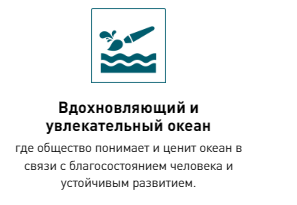 Вдохновляющий и
увлекательный океан
где общество понимает и ценит океан в
связи с благосостоянием человека и
устойчивым развитием.